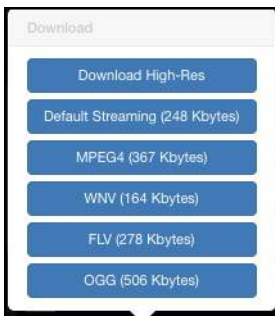 Download
Download High-Res
Default Streaming (248 Kbytes)
MPEG4 (367 Kbytes)
WNV (164 Kbytes)
FLV (278 Kbytes)
OGG (506 Kbytes)